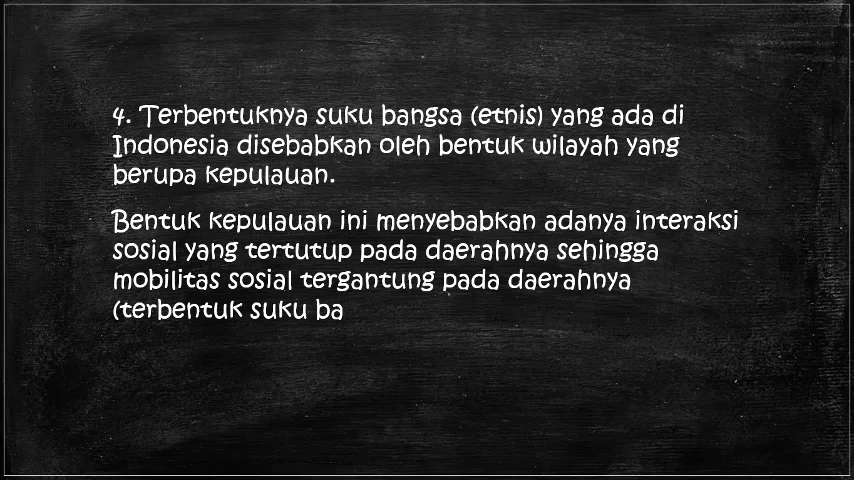 4. Terbentuknya suku bangsa (etnis) yang ada di
Indonesia disebabkan oleh bentuk wilayah yang
berupa kepulauan.
Bentuk kepulauan ini menyebabkan adanya interaksi
sosial yang tertutup pada daerahnya sehingga
mobilitas sosial tergantung pada daerahnya
(terbentuk suku ba